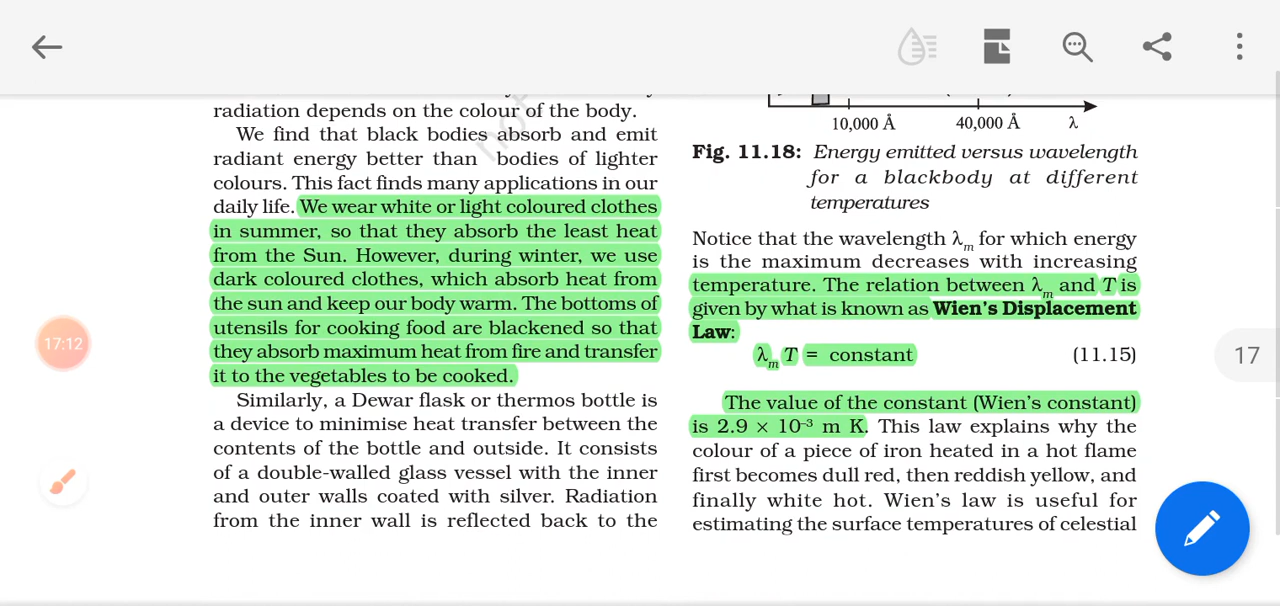 radiation depends on the colour of the body.
We find that black bodies absorb and emit
radiant energy better than bodies of lighter
colours. This fact finds many applications in our
daily life. We wear white or light coloured clothes
in summer, so that they absorb the least heat
from the Sun. However, during winter, we use
dark coloured clothes, which absorb heat from
the sun and keep our body warm. The bottoms of
utensils for cooking food are blackened so that
they absorb maximum heat from fire and transfer
it to the vegetables to be cooked.
Similarly, a Dewar flask or thermos bottle is
a device to minimise heat transfer between the
contents of the bottle and outside. It consists
of a double-walled glass vessel with the inner
and outer walls coated with silver. Radiation
from the inner wall is reflected back to the
10,000 Å 40,000 Å λ
Fig. 11.18: Energy emitted versus wavelength
for a blackbody at different
temperatures
Notice that the wavelength λm for which energy
is the maximum decreases with increasing
temperature. The relation between λm and T is
given by what is known as Wien's Displacement
Law:
λm T = constant (11.15)
The value of the constant (Wien's constant)
is 2.9 × 10⁻³ m K. This law explains why the
colour of a piece of iron heated in a hot flame
first becomes dull red, then reddish yellow, and
finally white hot. Wien's law is useful for
estimating the surface temperatures of celestial
17:12
17